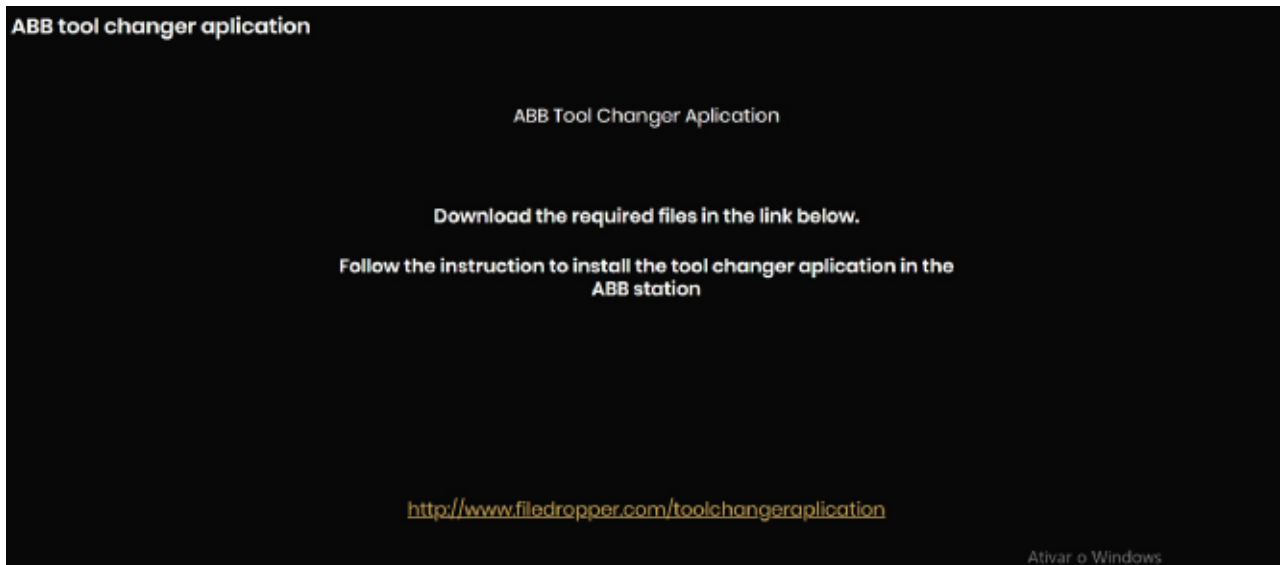 ABB tool changer aplication
ABB Tool Changer Aplication
Download the required files in the link below.
Follow the instruction to install the tool changer aplication in the
ABB station
http://www.filedropper.com/toolchangeraplication
Ativar o Windows